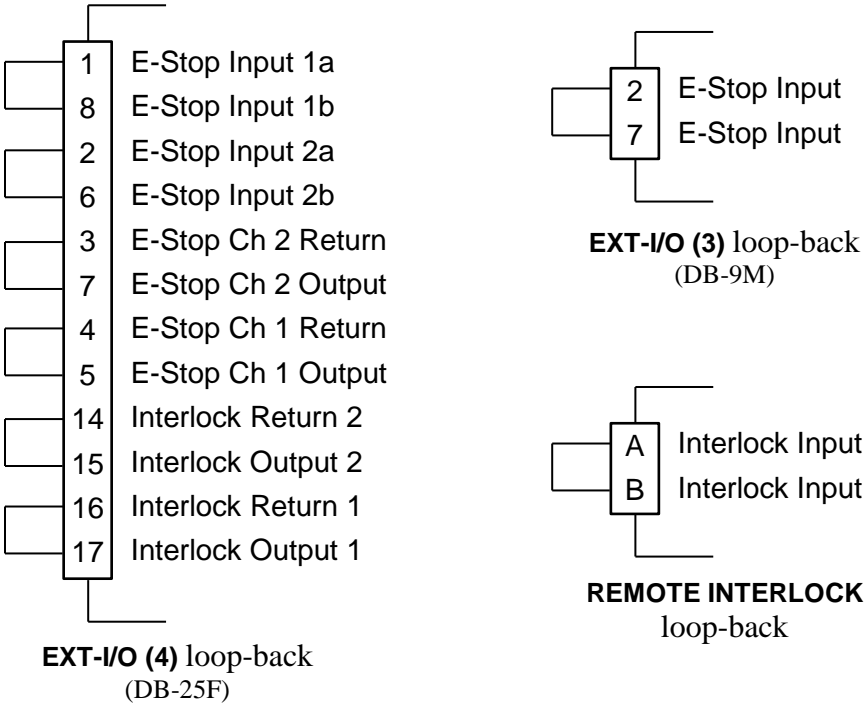 1 E-Stop Input 1a
8 E-Stop Input 1b
2 E-Stop Input 2a
6 E-Stop Input 2b
3 E-Stop Ch 2 Return
7 E-Stop Ch 2 Output
4 E-Stop Ch 1 Return
5 E-Stop Ch 1 Output
14 Interlock Return 2
15 Interlock Output 2
16 Interlock Return 1
17 Interlock Output 1
EXT-I/O (4) loop-back
(DB-25F)
2 E-Stop Input
7 E-Stop Input
EXT-I/O (3) loop-back
(DB-9M)
A Interlock Input
B Interlock Input
REMOTE INTERLOCK
loop-back